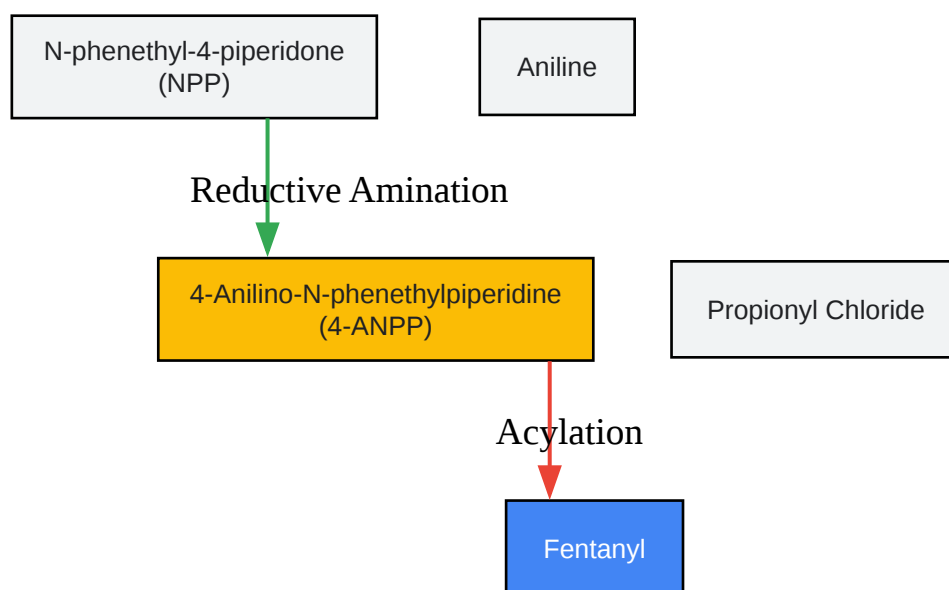 N-phenethyl-4-piperidone
(NPP)
Aniline
Reductive Amination
4-Anilino-N-phenethylpiperidine
(4-ANPP)
Propionyl Chloride
Acylation
Fentanyl